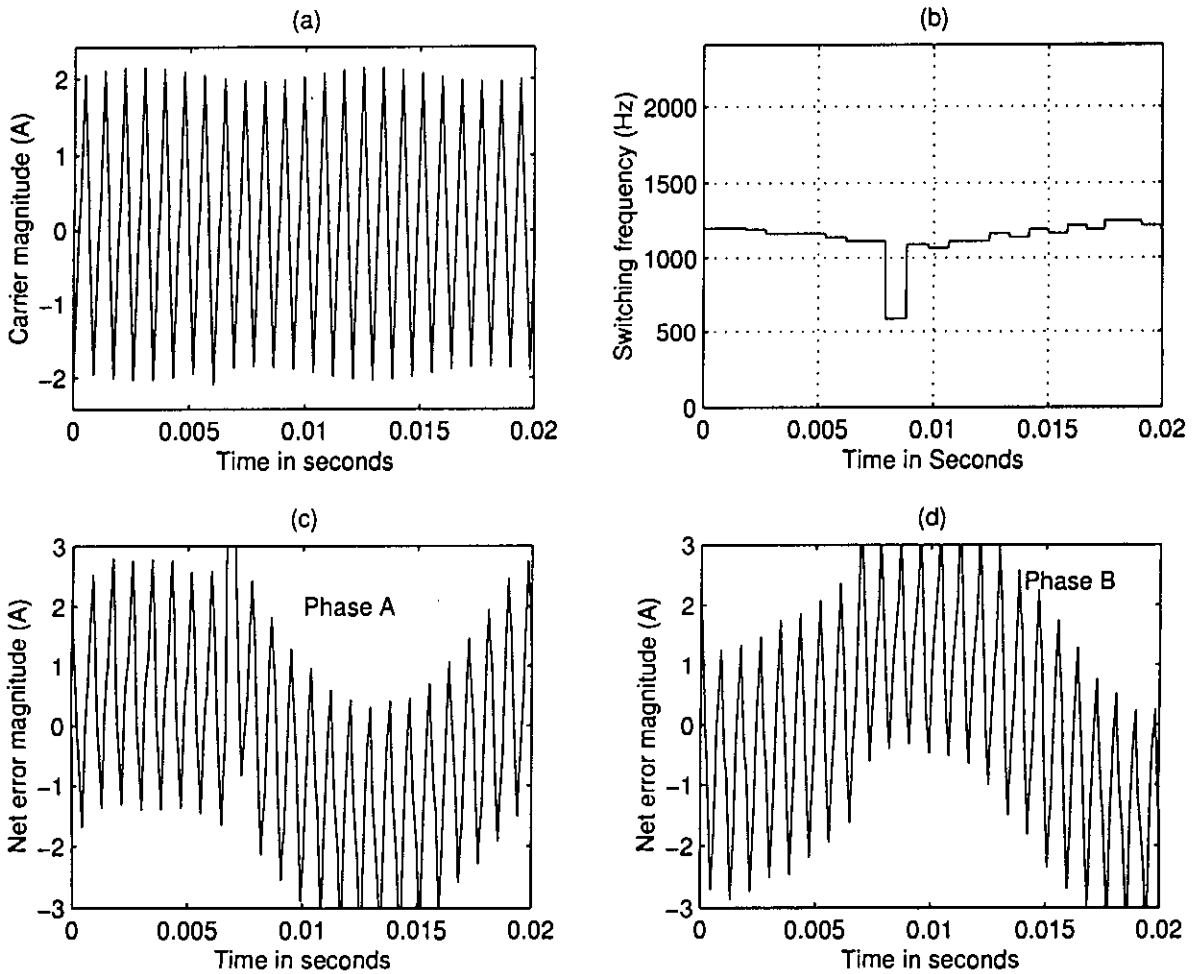 (a)
Carrier magnitude (A)
2
1
0
−1
−2
0 0.005 0.01 0.015 0.02
Time in seconds
(b)
Switching frequency (Hz)
2000
1500
1000
500
0
0 0.005 0.01 0.015 0.02
Time in Seconds
(c)
Net error magnitude (A)
3
2
1
0
−1
−2
−3
Phase A
0 0.005 0.01 0.015 0.02
Time in seconds
(d)
Net error magnitude (A)
3
2
1
0
−1
−2
−3
Phase B
0 0.005 0.01 0.015 0.02
Time in seconds